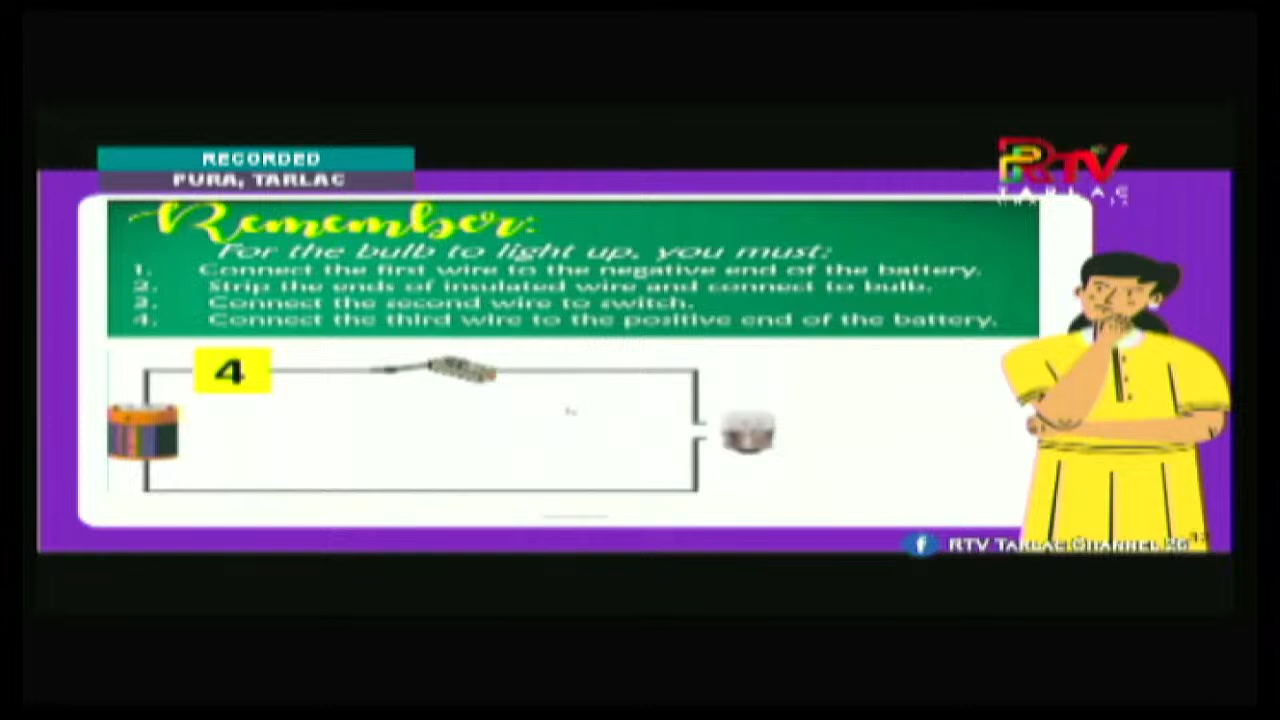 RECORDED
PURA, TARLAC
PRTV
TARLAC
Remember:
For the bulb to light up, you must:
1. Connect the first wire to the negative end of the battery.
2. Strip the ends of insulated wire and connect to bulb.
3. Connect the second wire to switch.
4. Connect the third wire to the positive end of the battery.
4
f RTV TARLAC CHANNEL 26